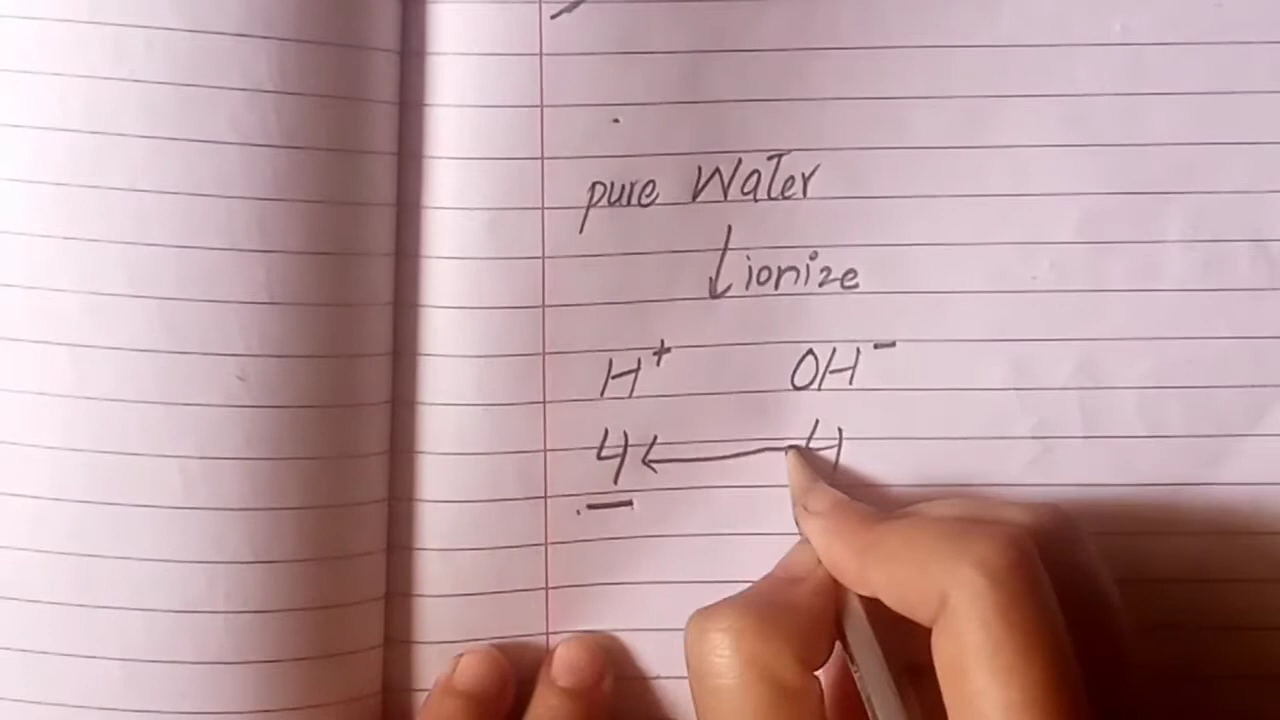 pure Water
↓ ionize
H⁺ OH⁻
4 ← 4